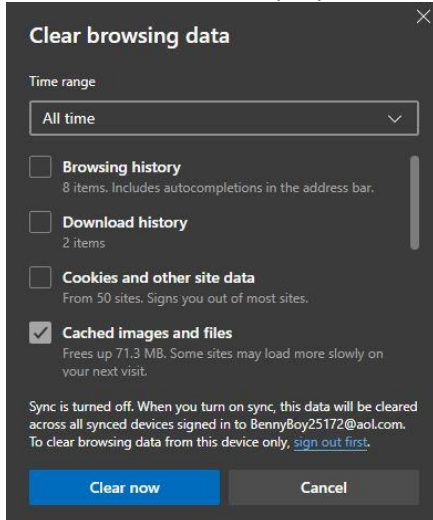 Clear browsing data
Time range
All time
Browsing history
8 items. Includes autocompletions in the address bar.
Download history
2 items
Cookies and other site data
From 50 sites. Signs you out of most sites.
Cached images and files
Frees up 71.3 MB. Some sites may load more slowly on
your next visit.
Sync is turned off. When you turn on sync, this data will be cleared
across all synced devices signed in to BennyBoy25172@aol.com.
To clear browsing data from this device only, sign out first.
Clear now
Cancel